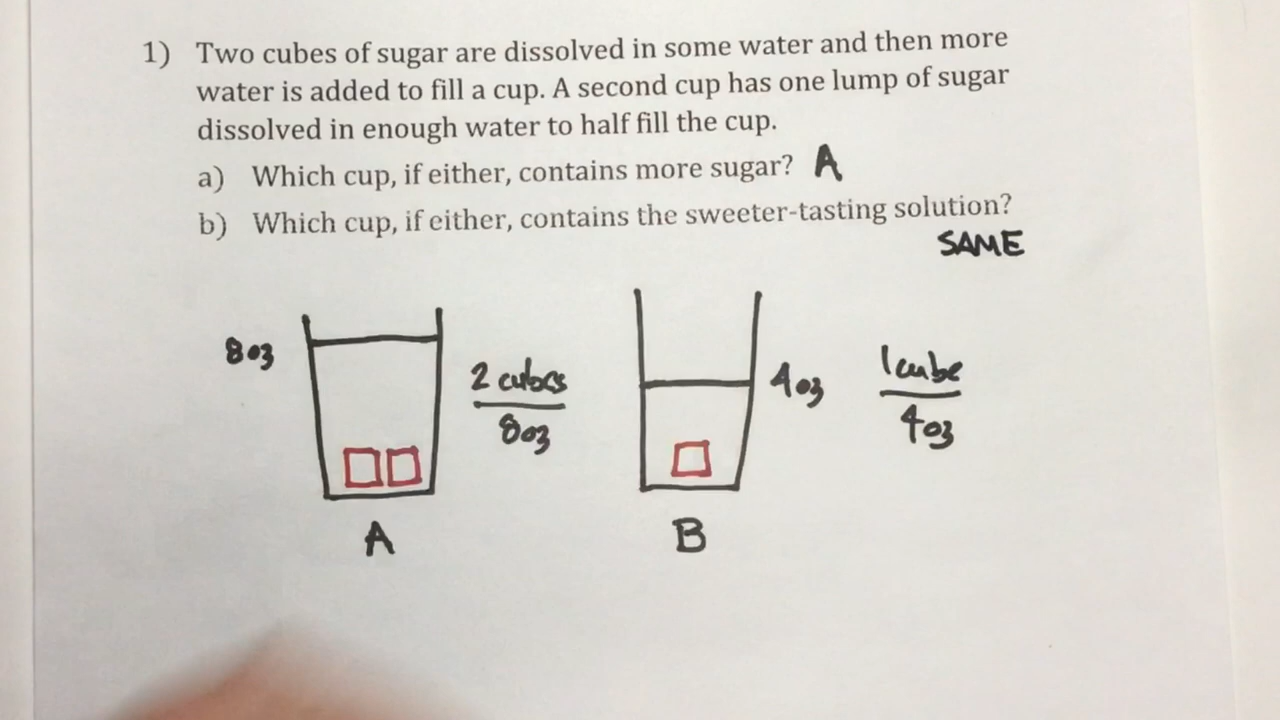 1) Two cubes of sugar are dissolved in some water and then more
water is added to fill a cup. A second cup has one lump of sugar
dissolved in enough water to half fill the cup.
a) Which cup, if either, contains more sugar? A
b) Which cup, if either, contains the sweeter-tasting solution?
SAME
8oz
2 cubes
8oz
4oz
1 cube
4oz
A
B